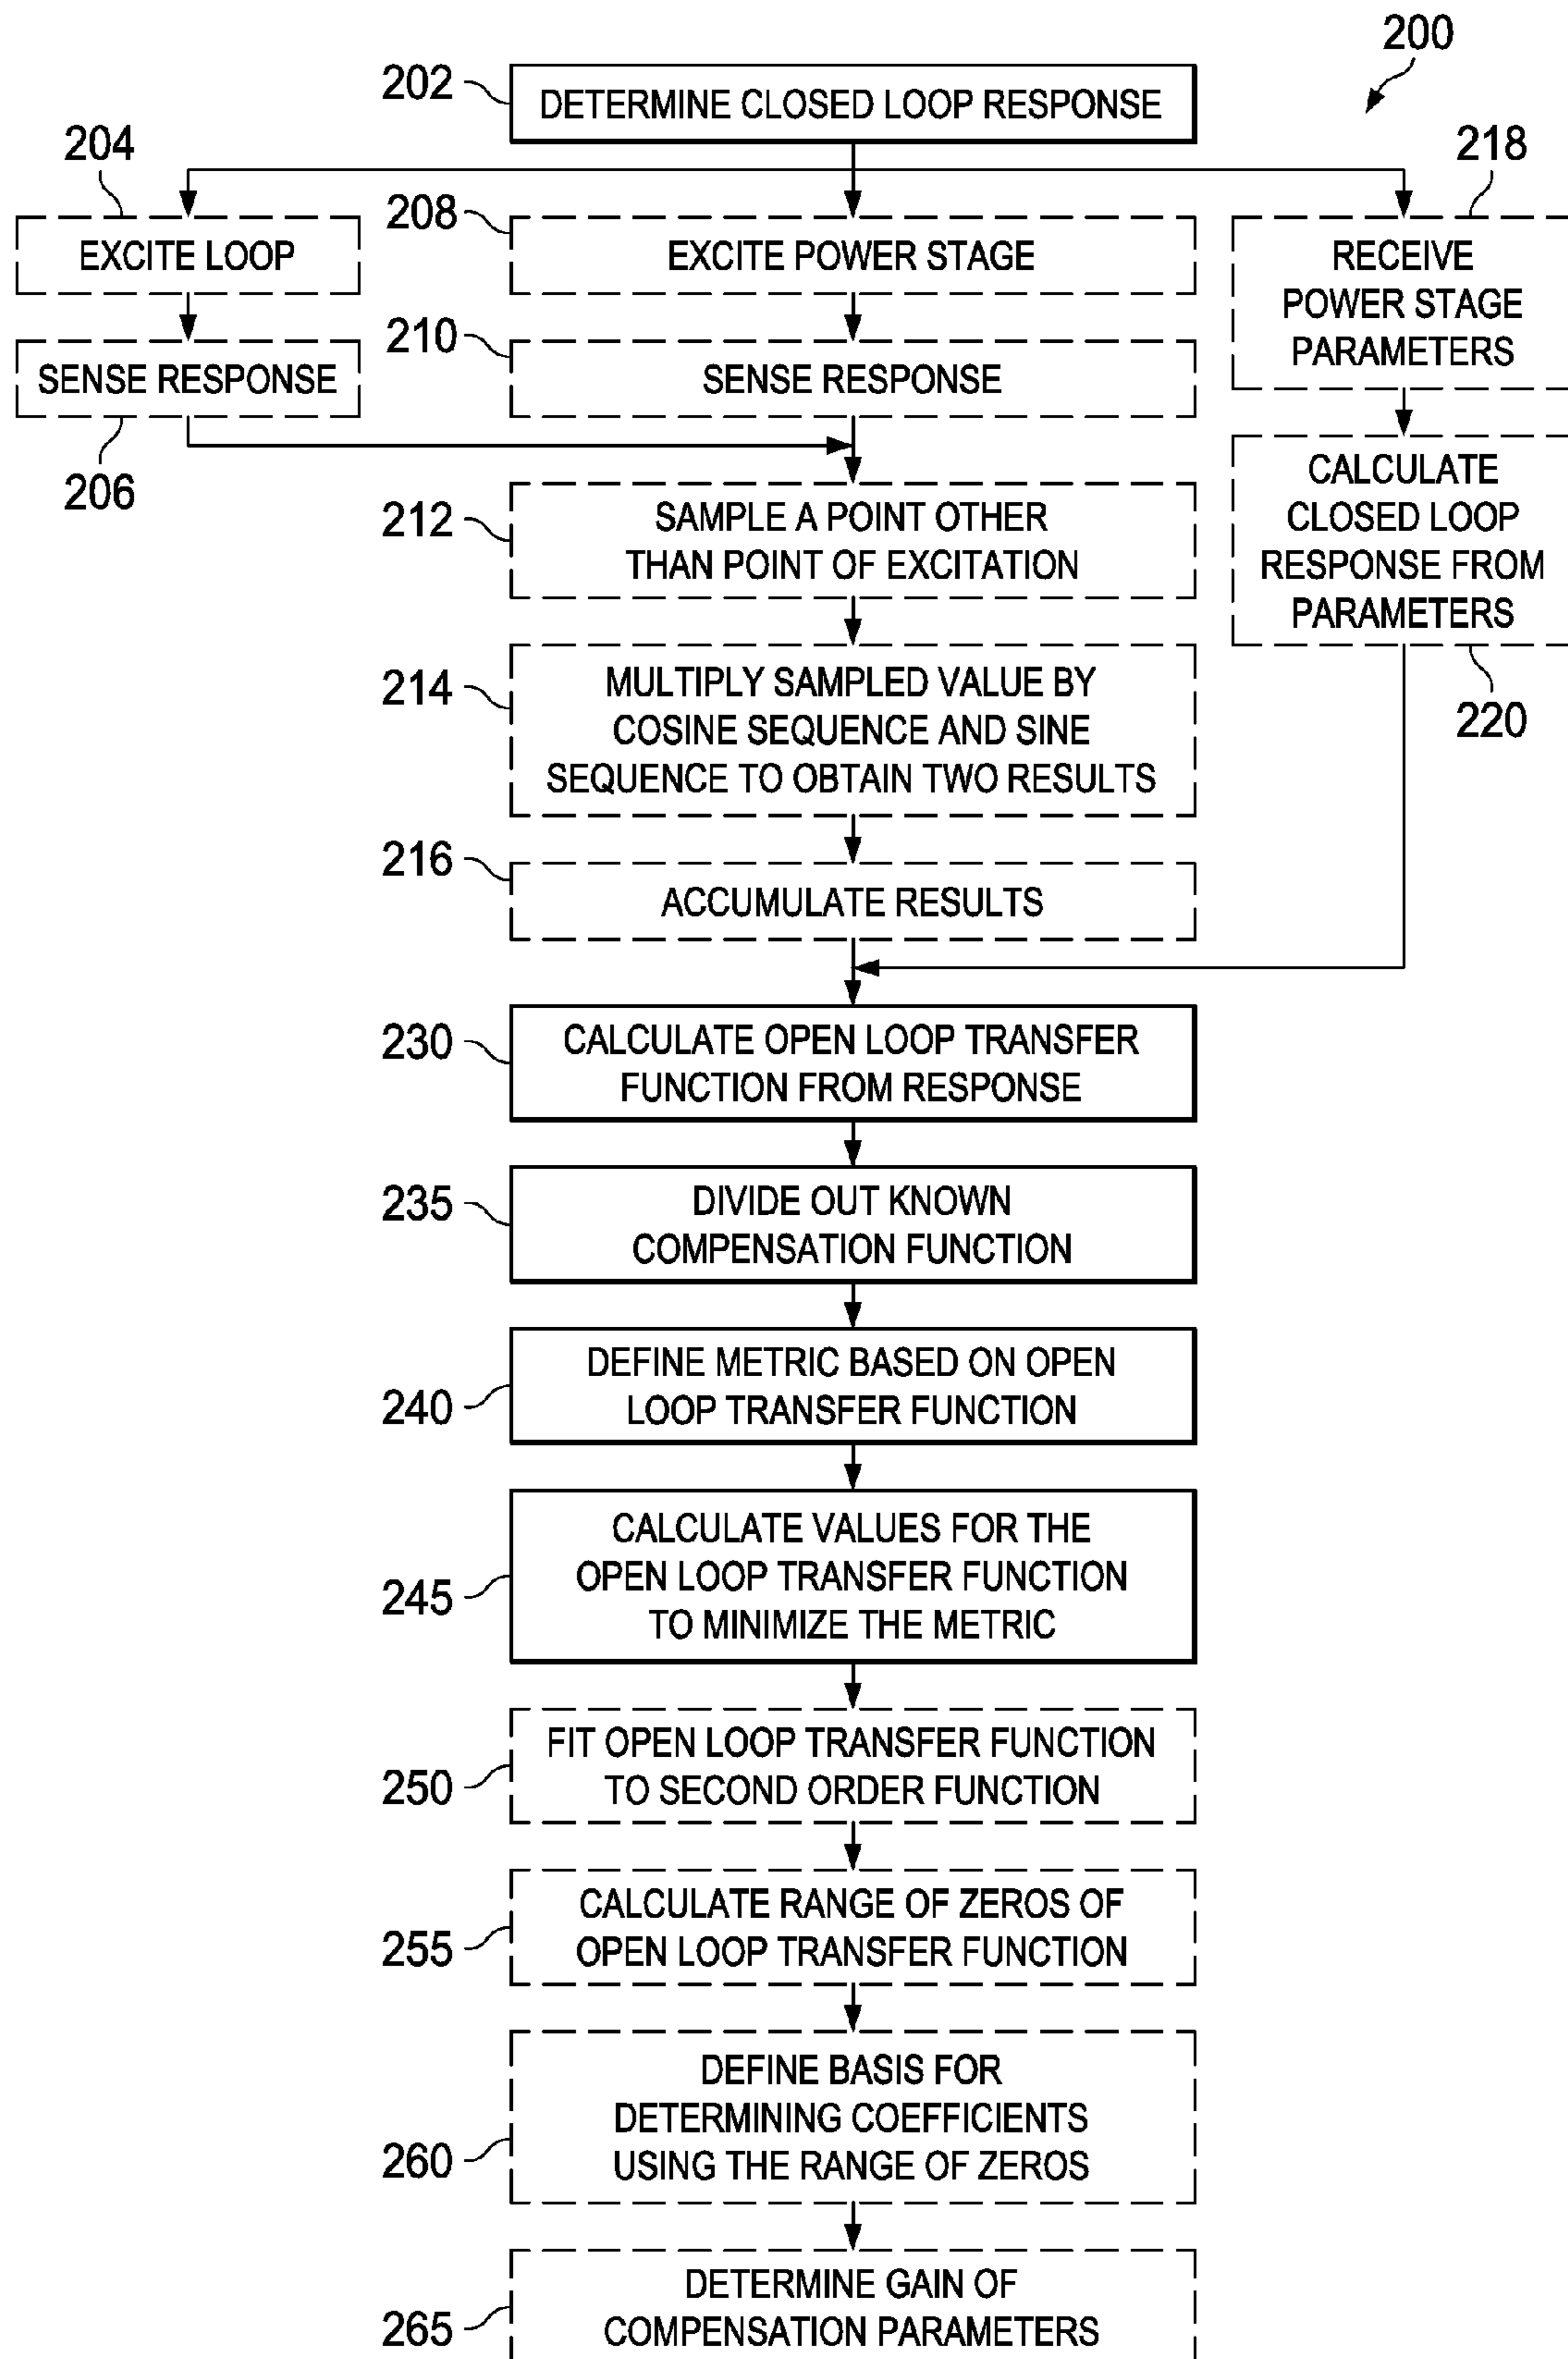 200
202
DETERMINE CLOSED LOOP RESPONSE
204
EXCITE LOOP
208
EXCITE POWER STAGE
218
RECEIVE
POWER STAGE
PARAMETERS
SENSE RESPONSE
206
210
SENSE RESPONSE
CALCULATE
CLOSED LOOP
RESPONSE FROM
PARAMETERS
220
212
SAMPLE A POINT OTHER
THAN POINT OF EXCITATION
214
MULTIPLY SAMPLED VALUE BY
COSINE SEQUENCE AND SINE
SEQUENCE TO OBTAIN TWO RESULTS
216
ACCUMULATE RESULTS
230
CALCULATE OPEN LOOP TRANSFER
FUNCTION FROM RESPONSE
235
DIVIDE OUT KNOWN
COMPENSATION FUNCTION
240
DEFINE METRIC BASED ON OPEN
LOOP TRANSFER FUNCTION
245
CALCULATE VALUES FOR THE
OPEN LOOP TRANSFER FUNCTION
TO MINIMIZE THE METRIC
250
FIT OPEN LOOP TRANSFER FUNCTION
TO SECOND ORDER FUNCTION
255
CALCULATE RANGE OF ZEROS OF
OPEN LOOP TRANSFER FUNCTION
260
DEFINE BASIS FOR
DETERMINING COEFFICIENTS
USING THE RANGE OF ZEROS
265
DETERMINE GAIN OF
COMPENSATION PARAMETERS